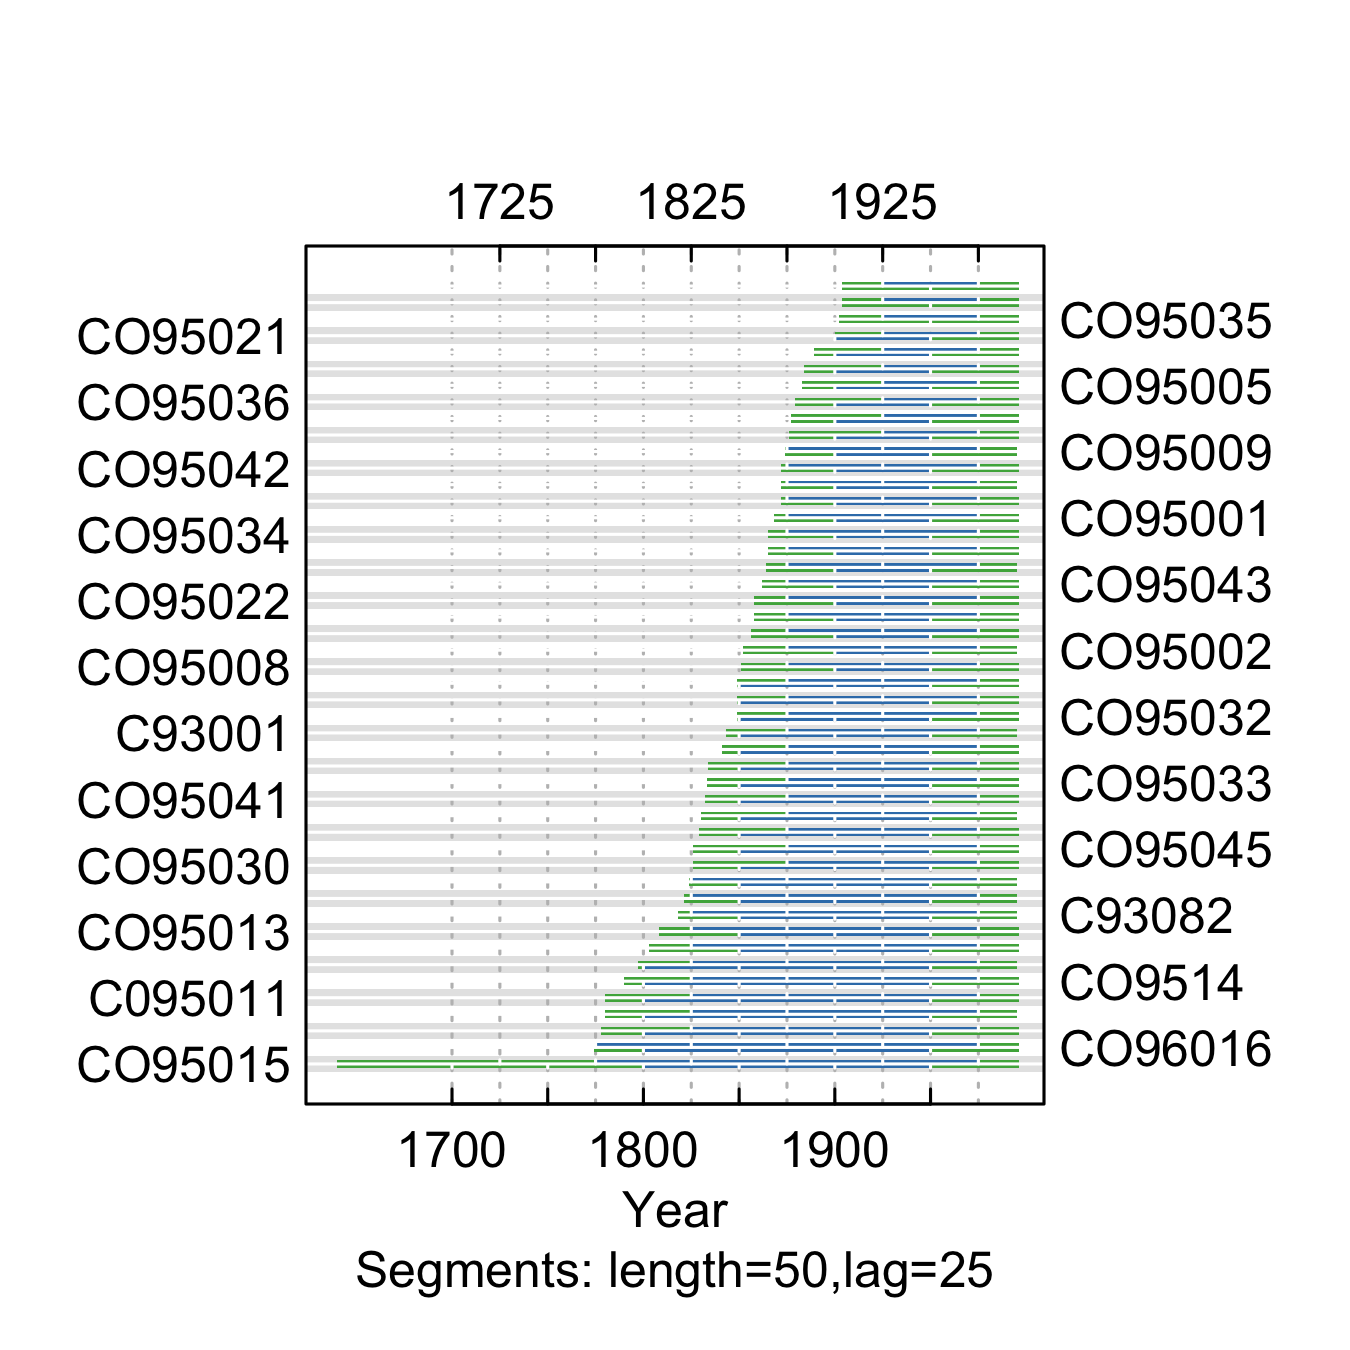 1725 1825 1925
CO95035
CO95021
CO95005
CO95036
CO95009
CO95042
CO95001
CO95034
CO95043
CO95022
CO95002
CO95008
CO95032
C93001
CO95033
CO95041
CO95045
CO95030
C93082
CO95013
CO9514
C095011
CO96016
CO95015
1700 1800 1900
Year
Segments: length=50,lag=25